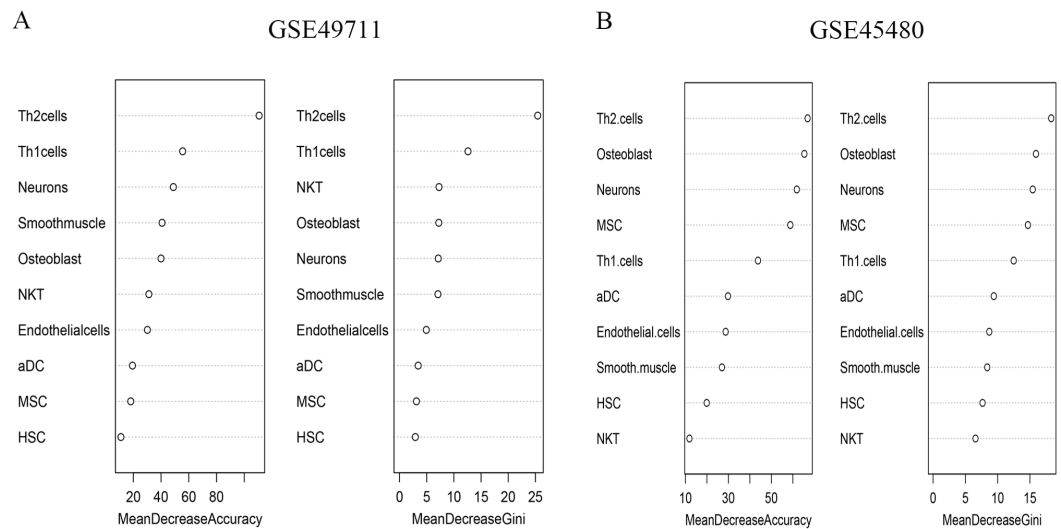 A
GSE49711
Th2cells
Th1cells
Neurons
Smoothmuscle
Osteoblast
NKT
Endothelialcells
aDC
MSC
HSC
20 40 60 80
MeanDecreaseAccuracy
Th2cells
Th1cells
NKT
Osteoblast
Neurons
Smoothmuscle
Endothelialcells
aDC
MSC
HSC
0 5 10 15 20 25
MeanDecreaseGini
B
GSE45480
Th2.cells
Osteoblast
Neurons
MSC
Th1.cells
aDC
Endothelial.cells
Smooth.muscle
HSC
NKT
10 30 50
MeanDecreaseAccuracy
Th2.cells
Osteoblast
Neurons
MSC
Th1.cells
aDC
Endothelial.cells
Smooth.muscle
HSC
NKT
0 5 10 15
MeanDecreaseGini